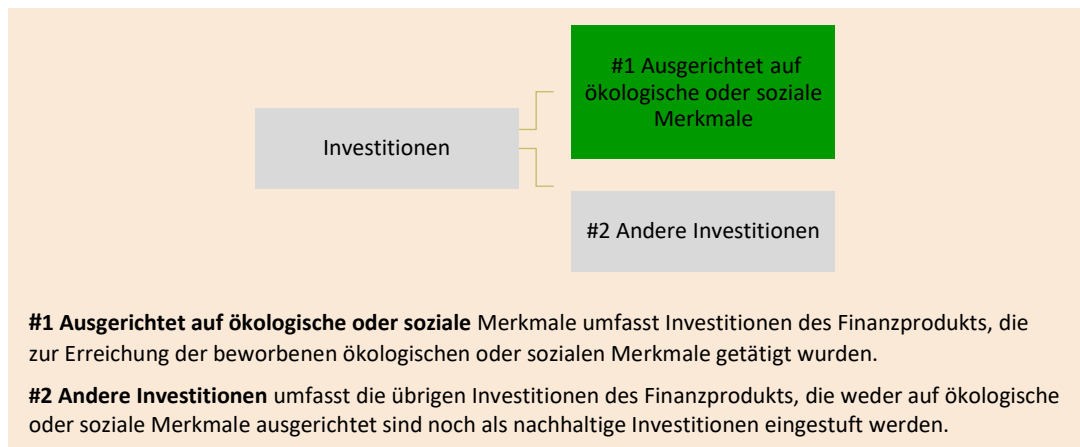 #1 Ausgerichtet auf
ökologische oder soziale
Merkmale
Investitionen
#2 Andere Investitionen
#1 Ausgerichtet auf ökologische oder soziale Merkmale umfasst Investitionen des Finanzprodukts, die
zur Erreichung der beworbenen ökologischen oder sozialen Merkmale getätigt wurden.
#2 Andere Investitionen umfasst die übrigen Investitionen des Finanzprodukts, die weder auf ökologische
oder soziale Merkmale ausgerichtet sind noch als nachhaltige Investitionen eingestuft werden.